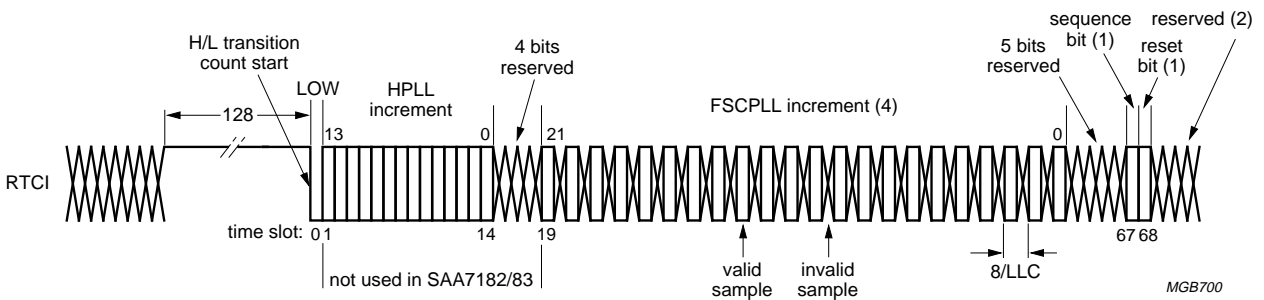 sequence
bit (1)
reserved (2)
H/L transition
count start
4 bits
reserved
5 bits
reserved
reset
bit (1)
LOW
HPLL
increment
FSCPLL increment (4)
128
13
0
21
0
RTCI
time slot:
0 1
14
19
67 68
not used in SAA7182/83
valid
sample
invalid
sample
8/LLC
MGB700